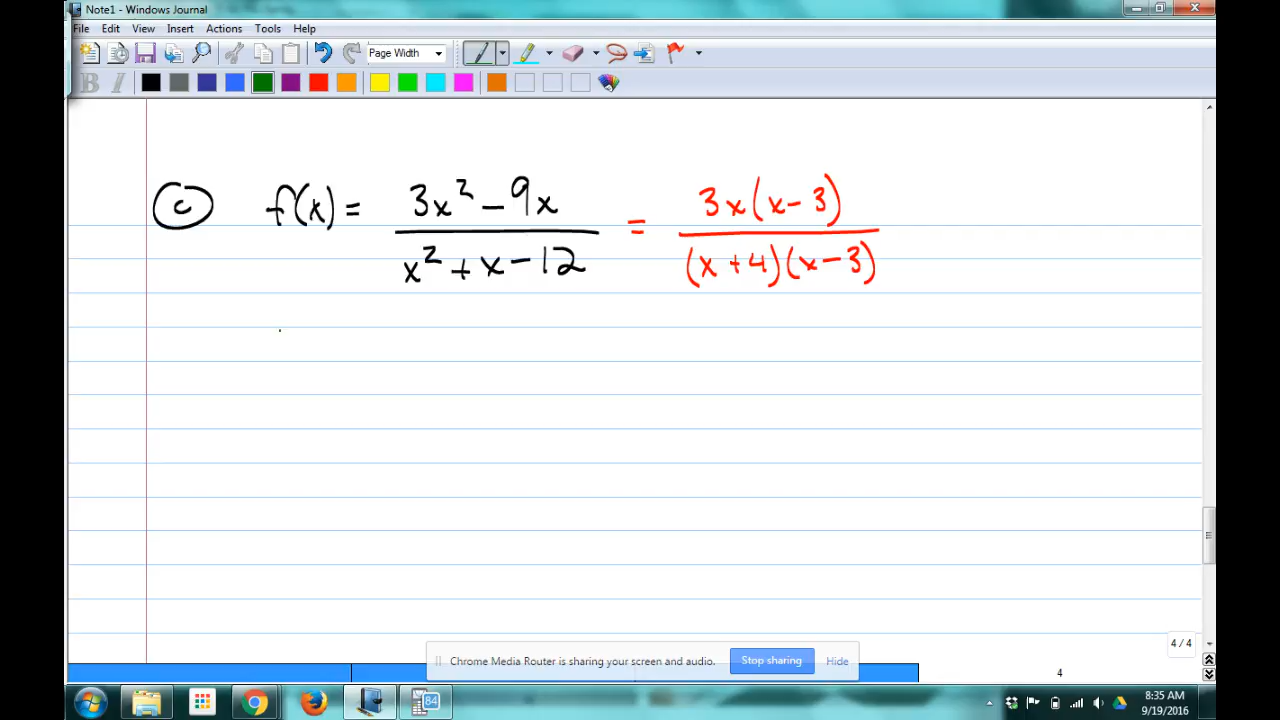 Note1 - Windows Journal
File Edit View Insert Actions Tools Help
Page Width
B I
c f(x) = 3x² - 9x / x² + x - 12 = 3x(x - 3) / (x + 4)(x - 3)
4 / 4
Chrome Media Router is sharing your screen and audio. Stop sharing Hide
4
84
8:35 AM
9/19/2016